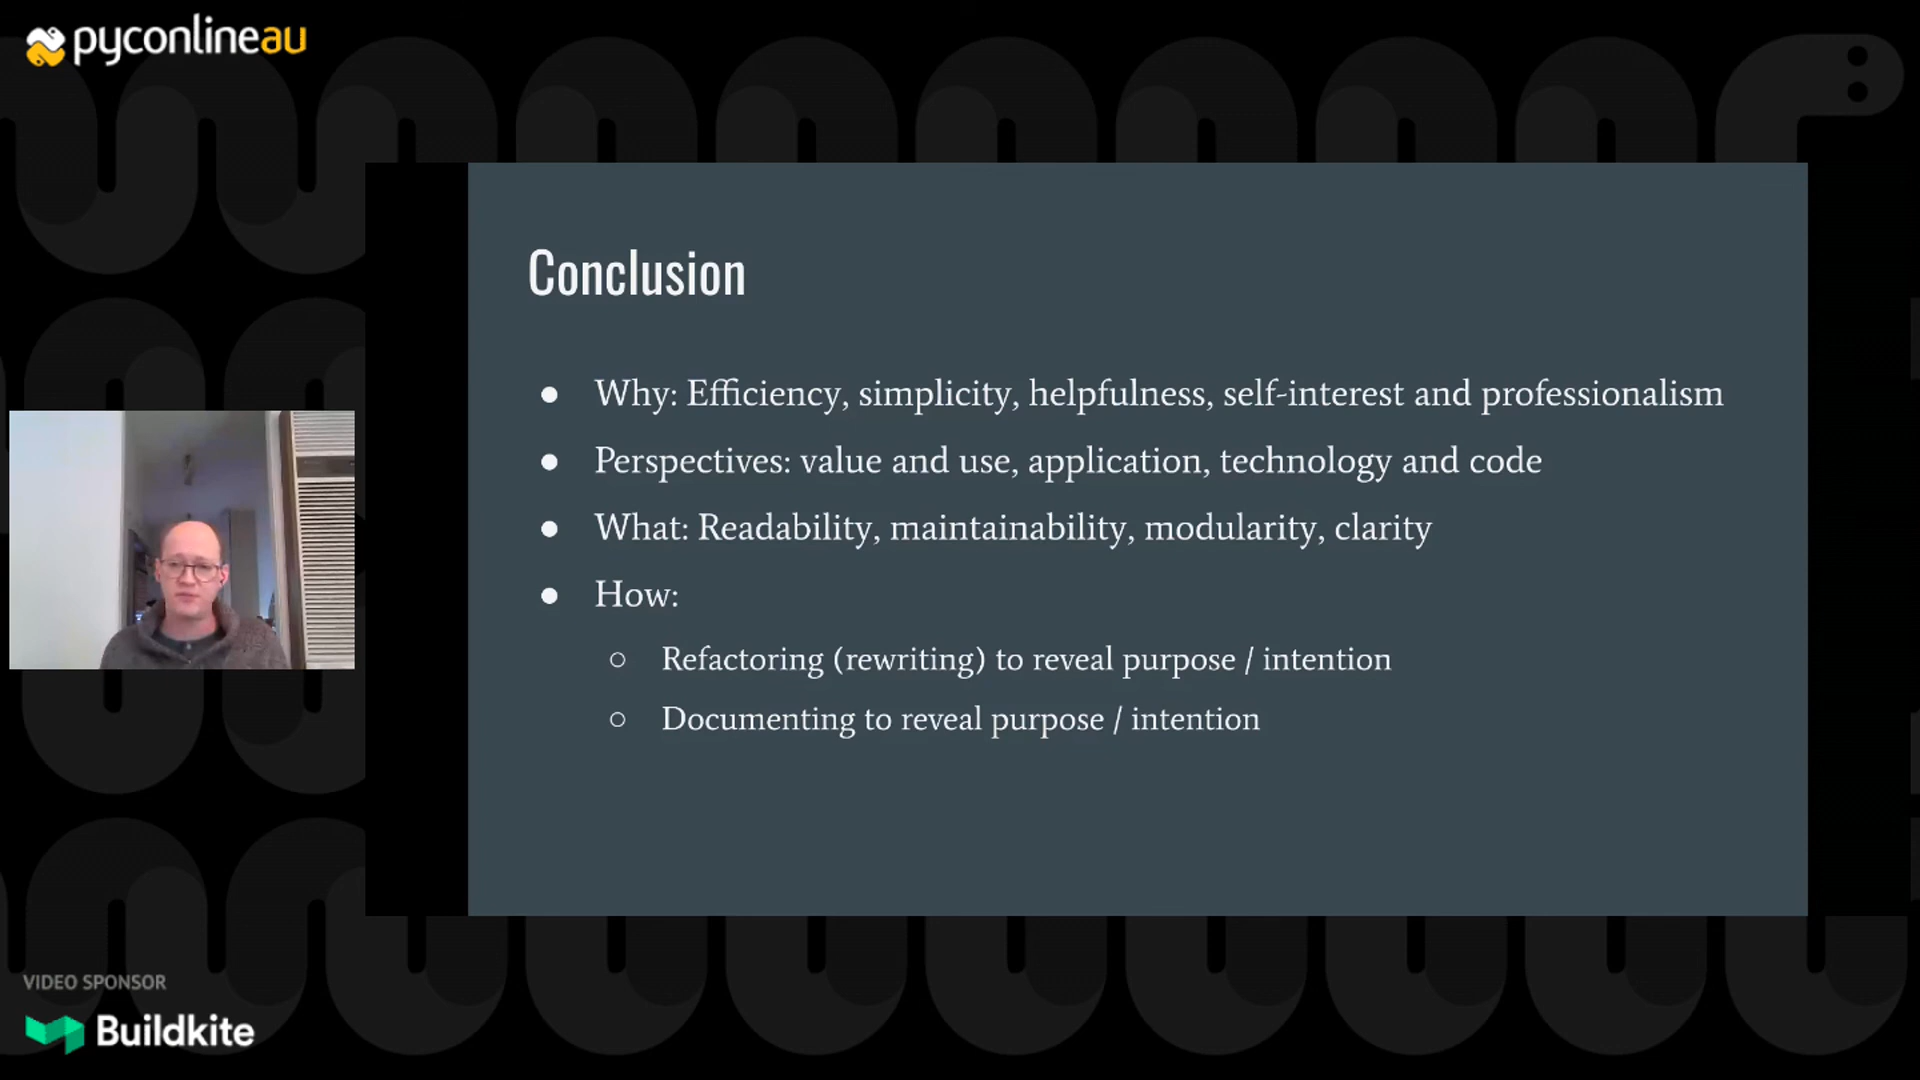 pyconlineau
Conclusion
● Why: Efficiency, simplicity, helpfulness, self-interest and professionalism
● Perspectives: value and use, application, technology and code
● What: Readability, maintainability, modularity, clarity
● How:
○ Refactoring (rewriting) to reveal purpose / intention
○ Documenting to reveal purpose / intention
VIDEO SPONSOR
Buildkite